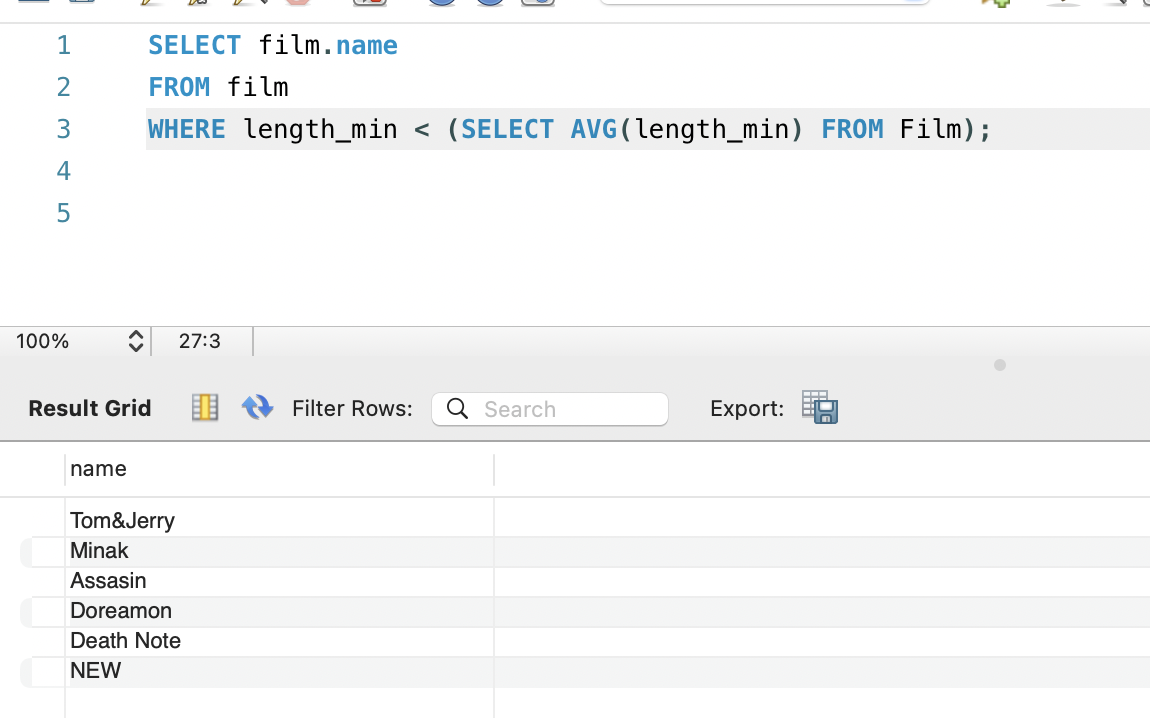 1 SELECT film.name
2 FROM film
3 WHERE length_min < (SELECT AVG(length_min) FROM Film);
4
5
100% 27:3
Result Grid Filter Rows: Search Export:
name
Tom&Jerry
Minak
Assasin
Doreamon
Death Note
NEW